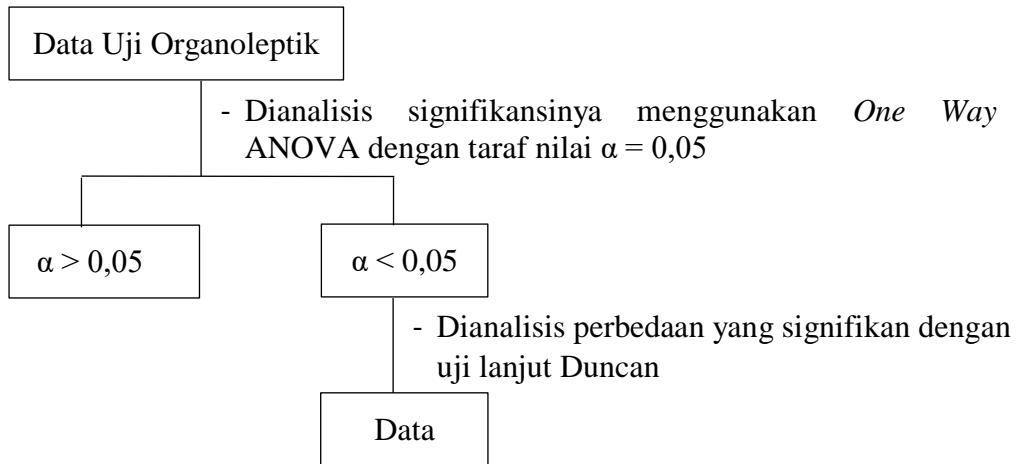 Data Uji Organoleptik
- Dianalisis signifikansinya menggunakan One Way
ANOVA dengan taraf nilai α = 0,05
α > 0,05
α < 0,05
- Dianalisis perbedaan yang signifikan dengan
uji lanjut Duncan
Data